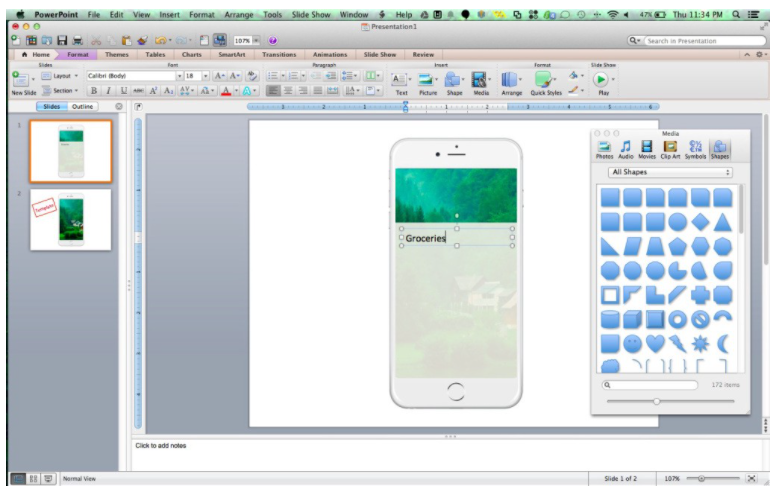 PowerPoint File Edit View Insert Format Arrange Tools Slide Show Window Help 47% Thu 11:34 PM
Presentation1
107% Search in Presentation
Home Format Themes Tables Charts SmartArt Transitions Animations Slide Show Review
Slides Font Paragraph Insert Format Slide Show
Layout Calibri (Body) 18
New Slide Section B I U ABC Text Picture Shape Media Arrange Quick Styles Play
Slides Outline
1
2
Groceries
Media
Photos Audio Movies Clip Art Symbols Shapes
All Shapes
172 items
Click to add notes
Normal View Slide 1 of 2 107%